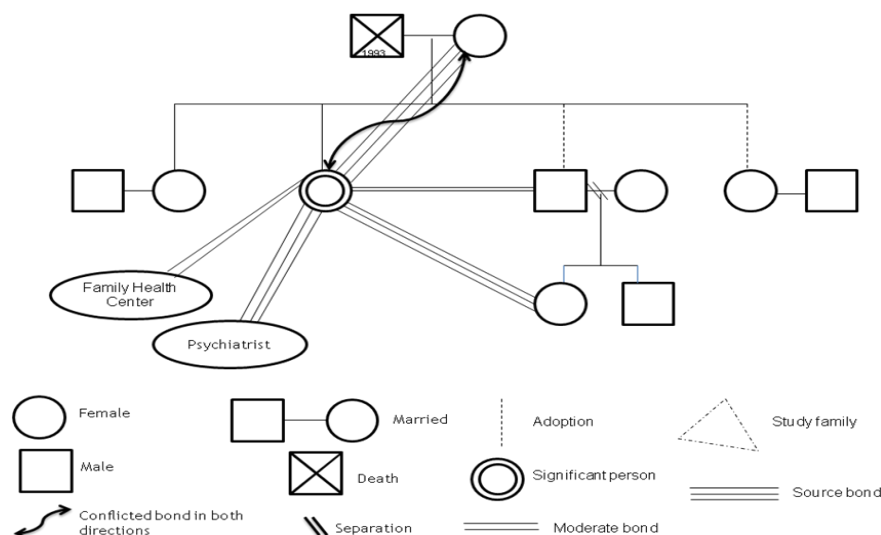 1993
Family Health
Center
Psychiatrist
Female
Married
Adoption
Study family
Male
Death
Significant person
Source bond
Conflicted bond in both
directions
Separation
Moderate bond